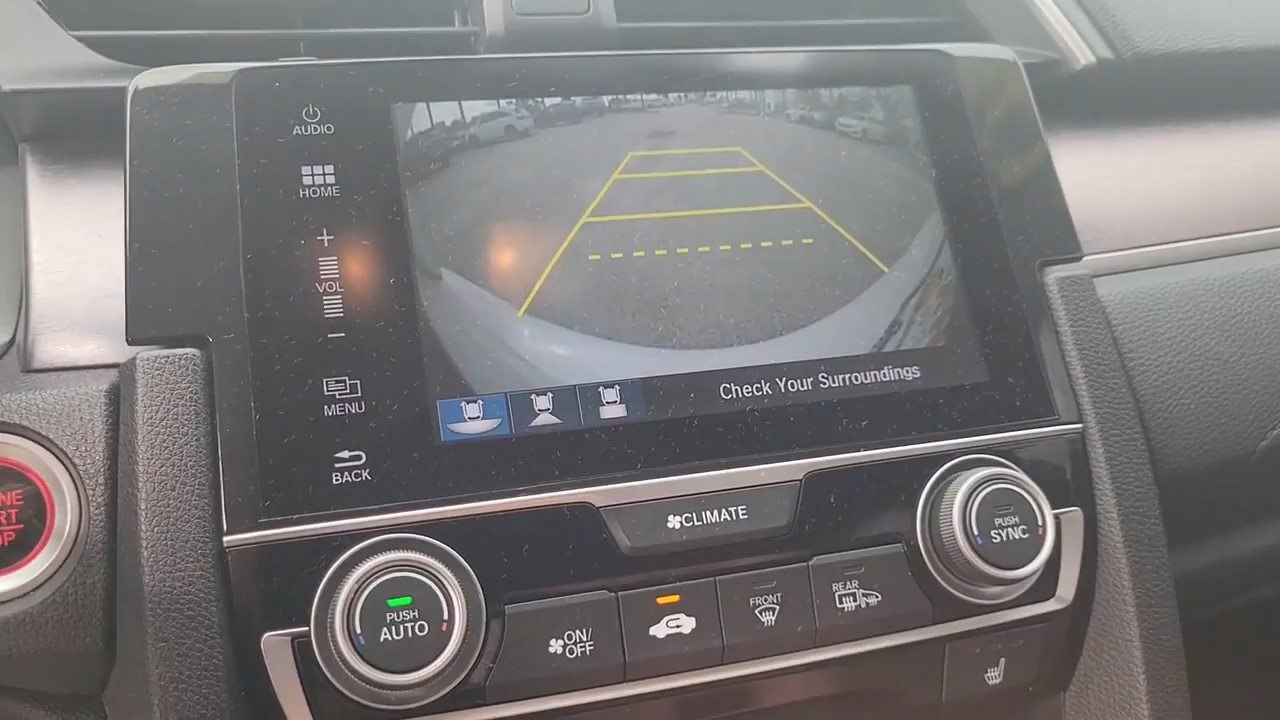 AUDIO
HOME
+
VOL
−
MENU
BACK
Check Your Surroundings
CLIMATE
PUSH
SYNC
PUSH
AUTO
ON/
OFF
FRONT
REAR